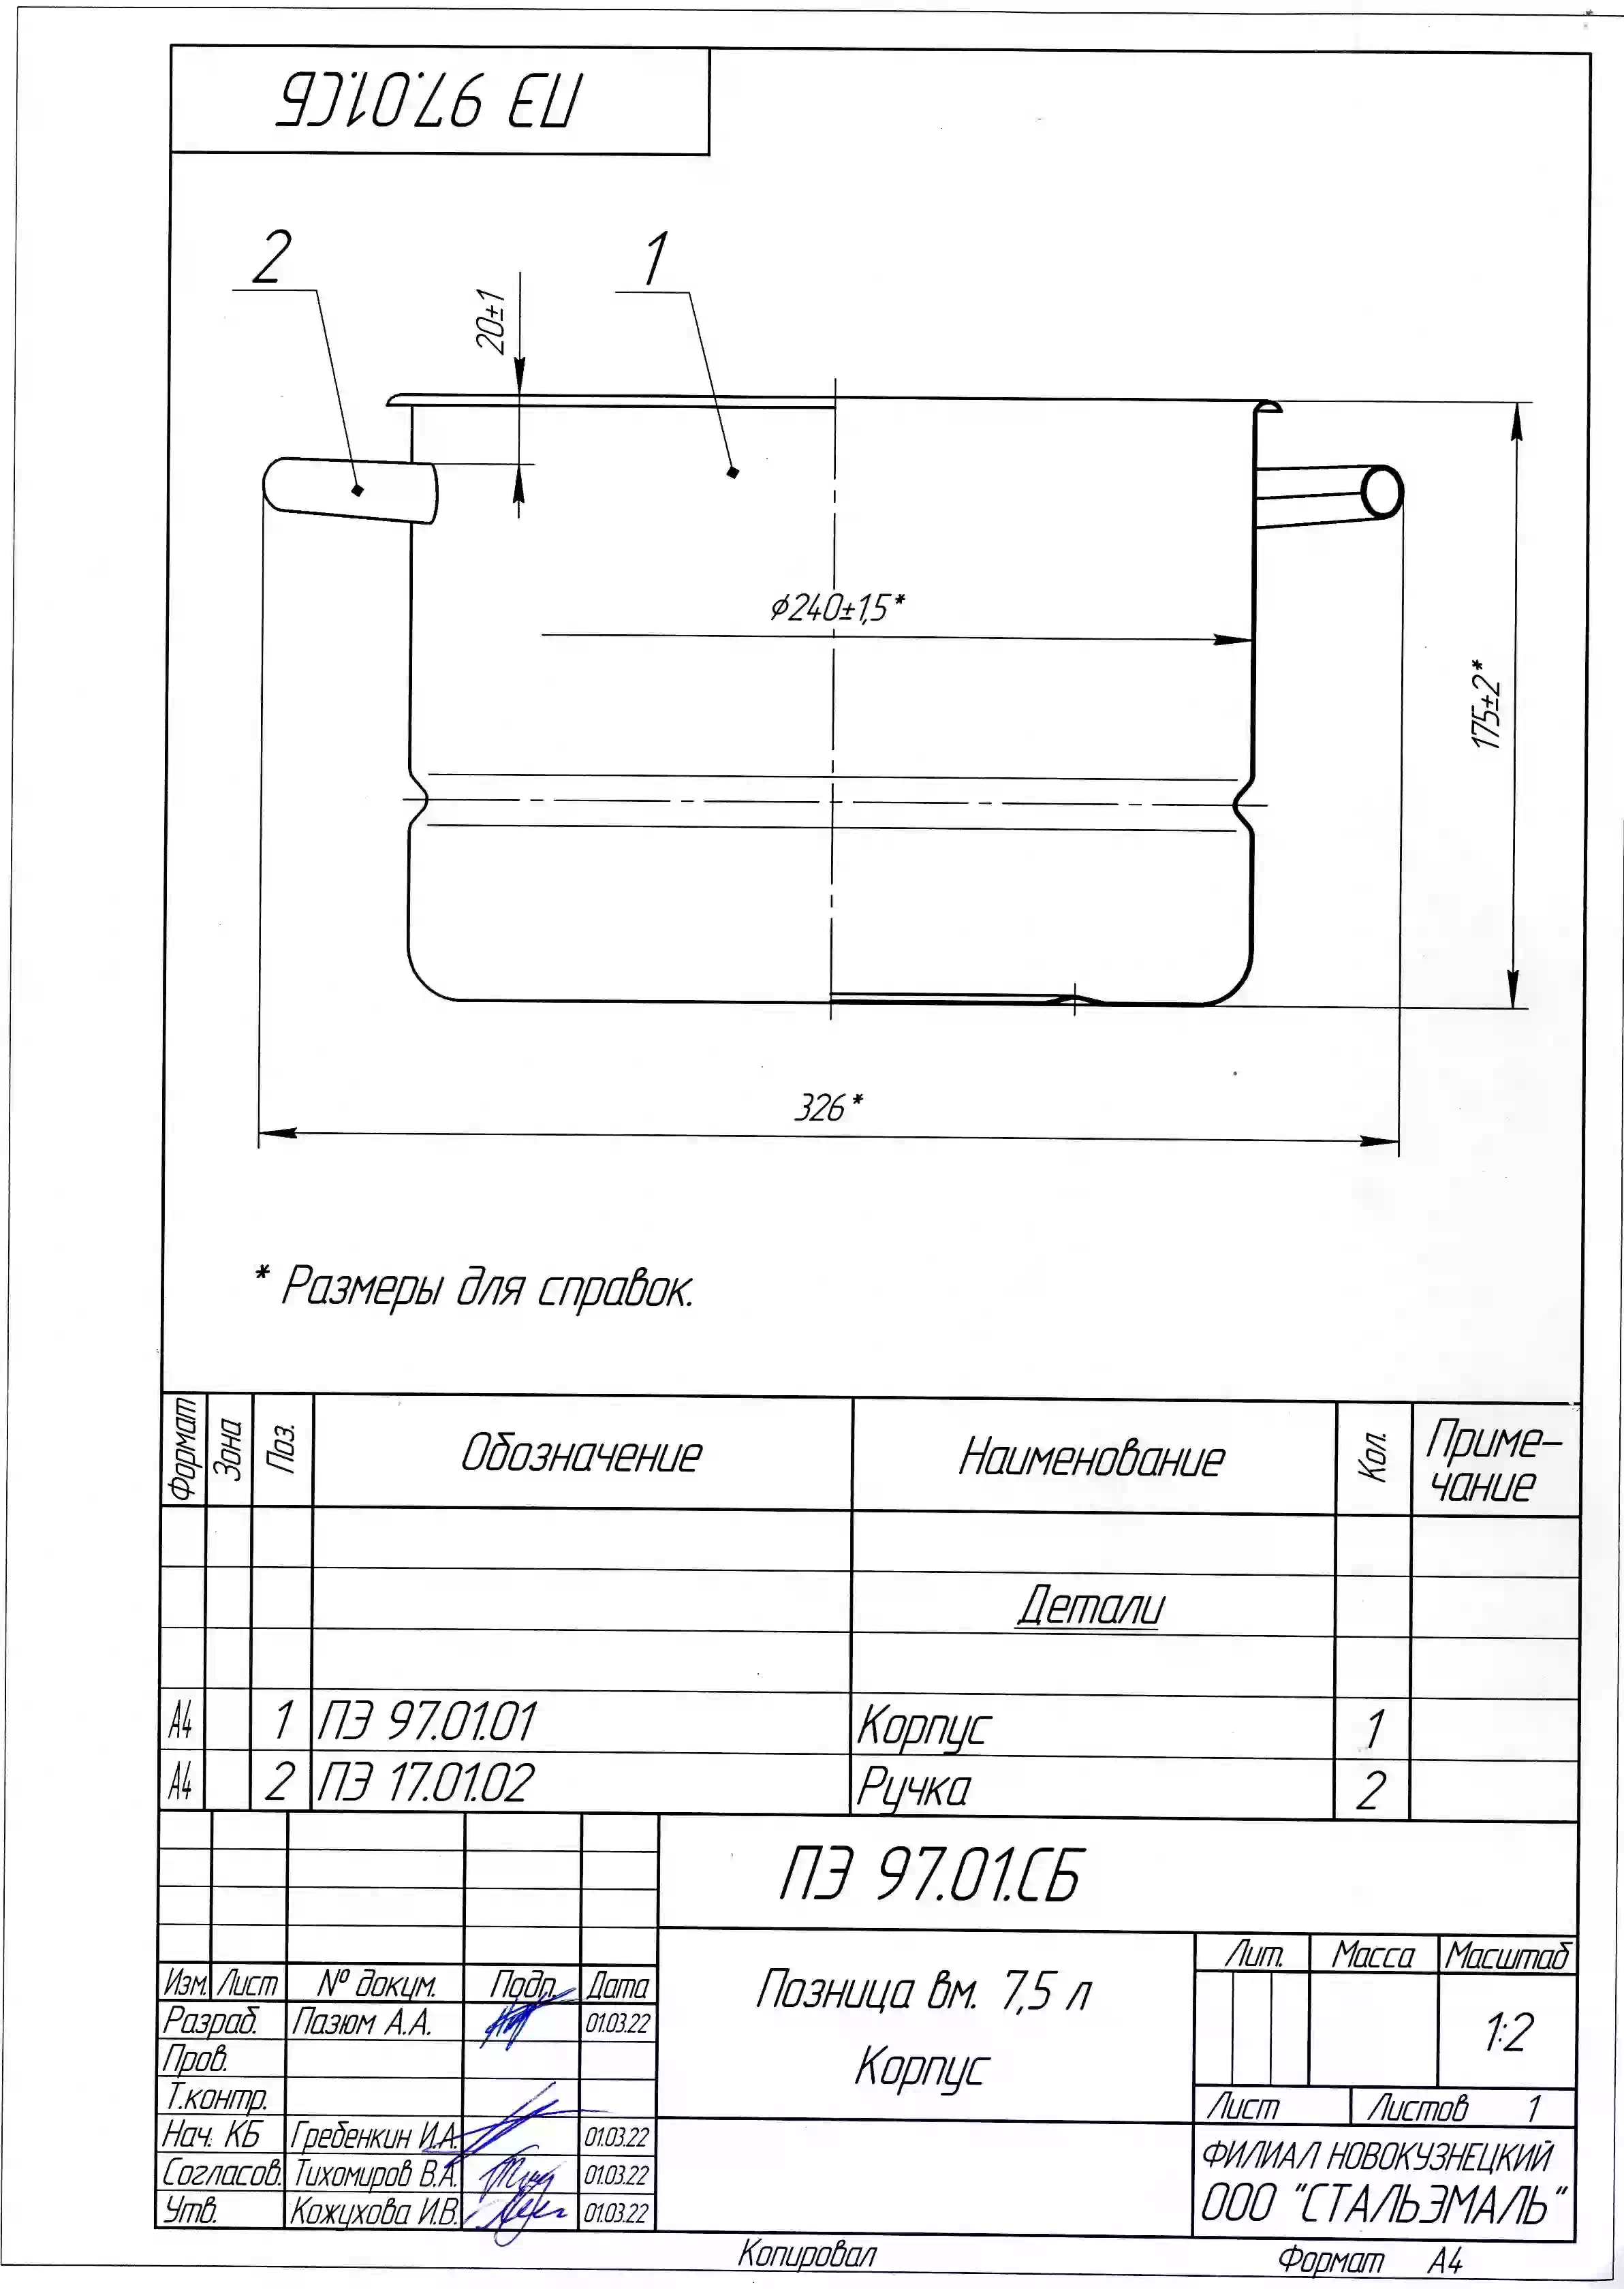 ПЭ 97.01.СБ
2
1
20±1
⌀240±1,5*
175±2*
326*
* Размеры для справок.
Формат Зона Поз. Обозначение Наименование Кол. Приме-
чание
Детали
А4 1 ПЭ 97.01.01 Корпус 1
А4 2 ПЭ 17.01.02 Ручка 2
ПЭ 97.01.СБ
Изм. Лист № докум. Подп. Дата
Разраб. Пазюм А.А. 01.03.22
Пров.
Т.контр.
Нач. КБ Гребенкин И.А. 01.03.22
Согласов. Тихомиров В.А. 01.03.22
Утв. Кожухова И.В. 01.03.22
Позница вм. 7,5 л
Корпус
Лит. Масса Масштаб
1:2
Лист Листов 1
ФИЛИАЛ НОВОКУЗНЕЦКИЙ
ООО "СТАЛЬЭМАЛЬ"
Копировал Формат А4